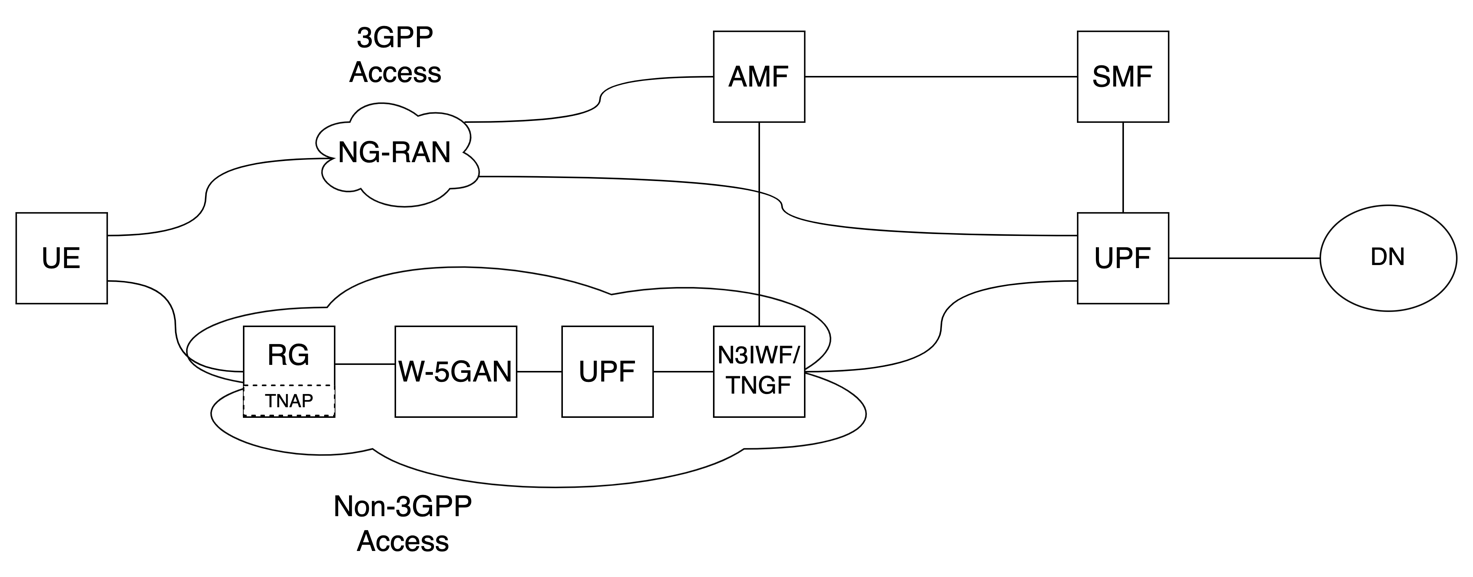 3GPP
Access
AMF
SMF
NG-RAN
UE
UPF
DN
RG
TNAP
W-5GAN
UPF
N3IWF/
TNGF
Non-3GPP
Access